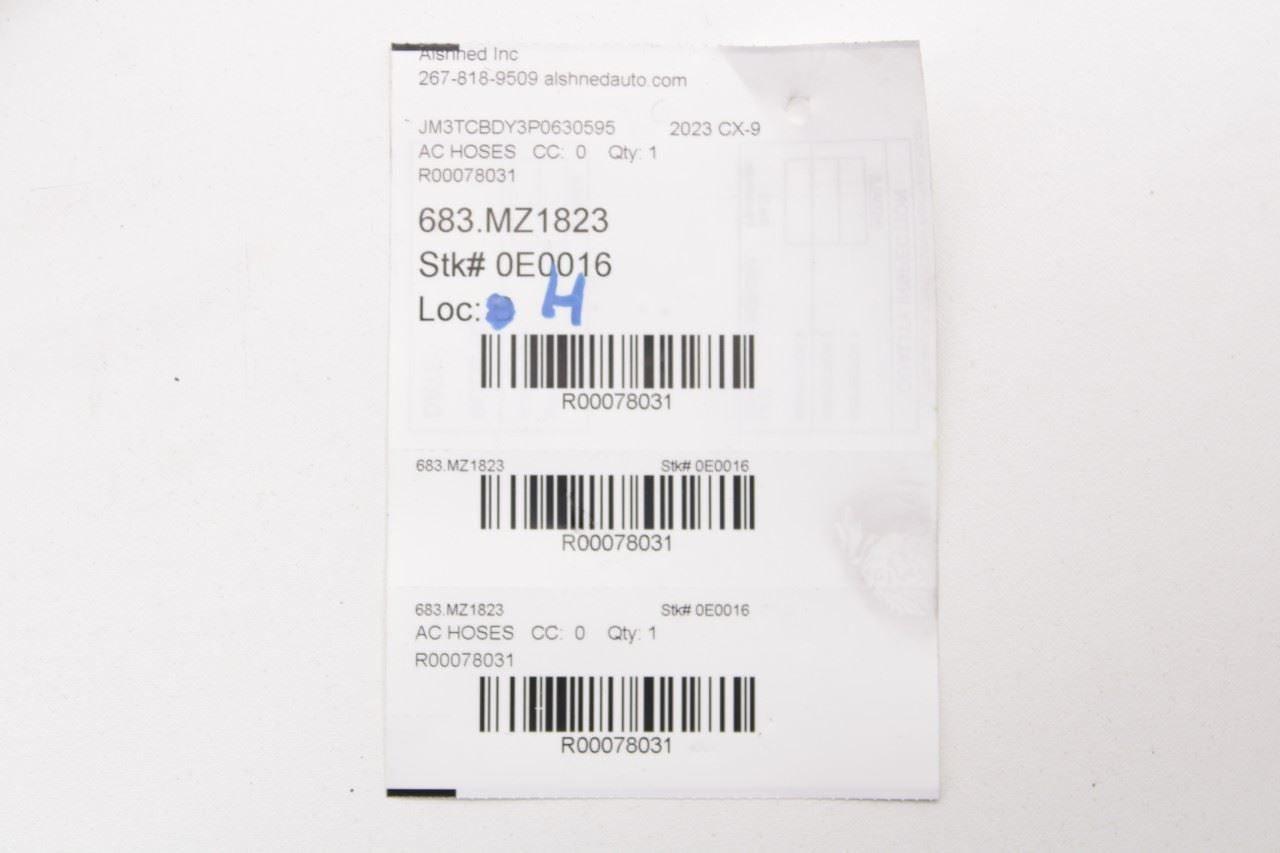 Alshned Inc
267-818-9509 alshnedauto.com
JM3TCBDY3P0630595 2023 CX-9
AC HOSES CC: 0 Qty: 1
R00078031
683.MZ1823
Stk# 0E0016
Loc: H
R00078031
683.MZ1823 Stk# 0E0016
R00078031
683.MZ1823 Stk# 0E0016
AC HOSES CC: 0 Qty: 1
R00078031
R00078031